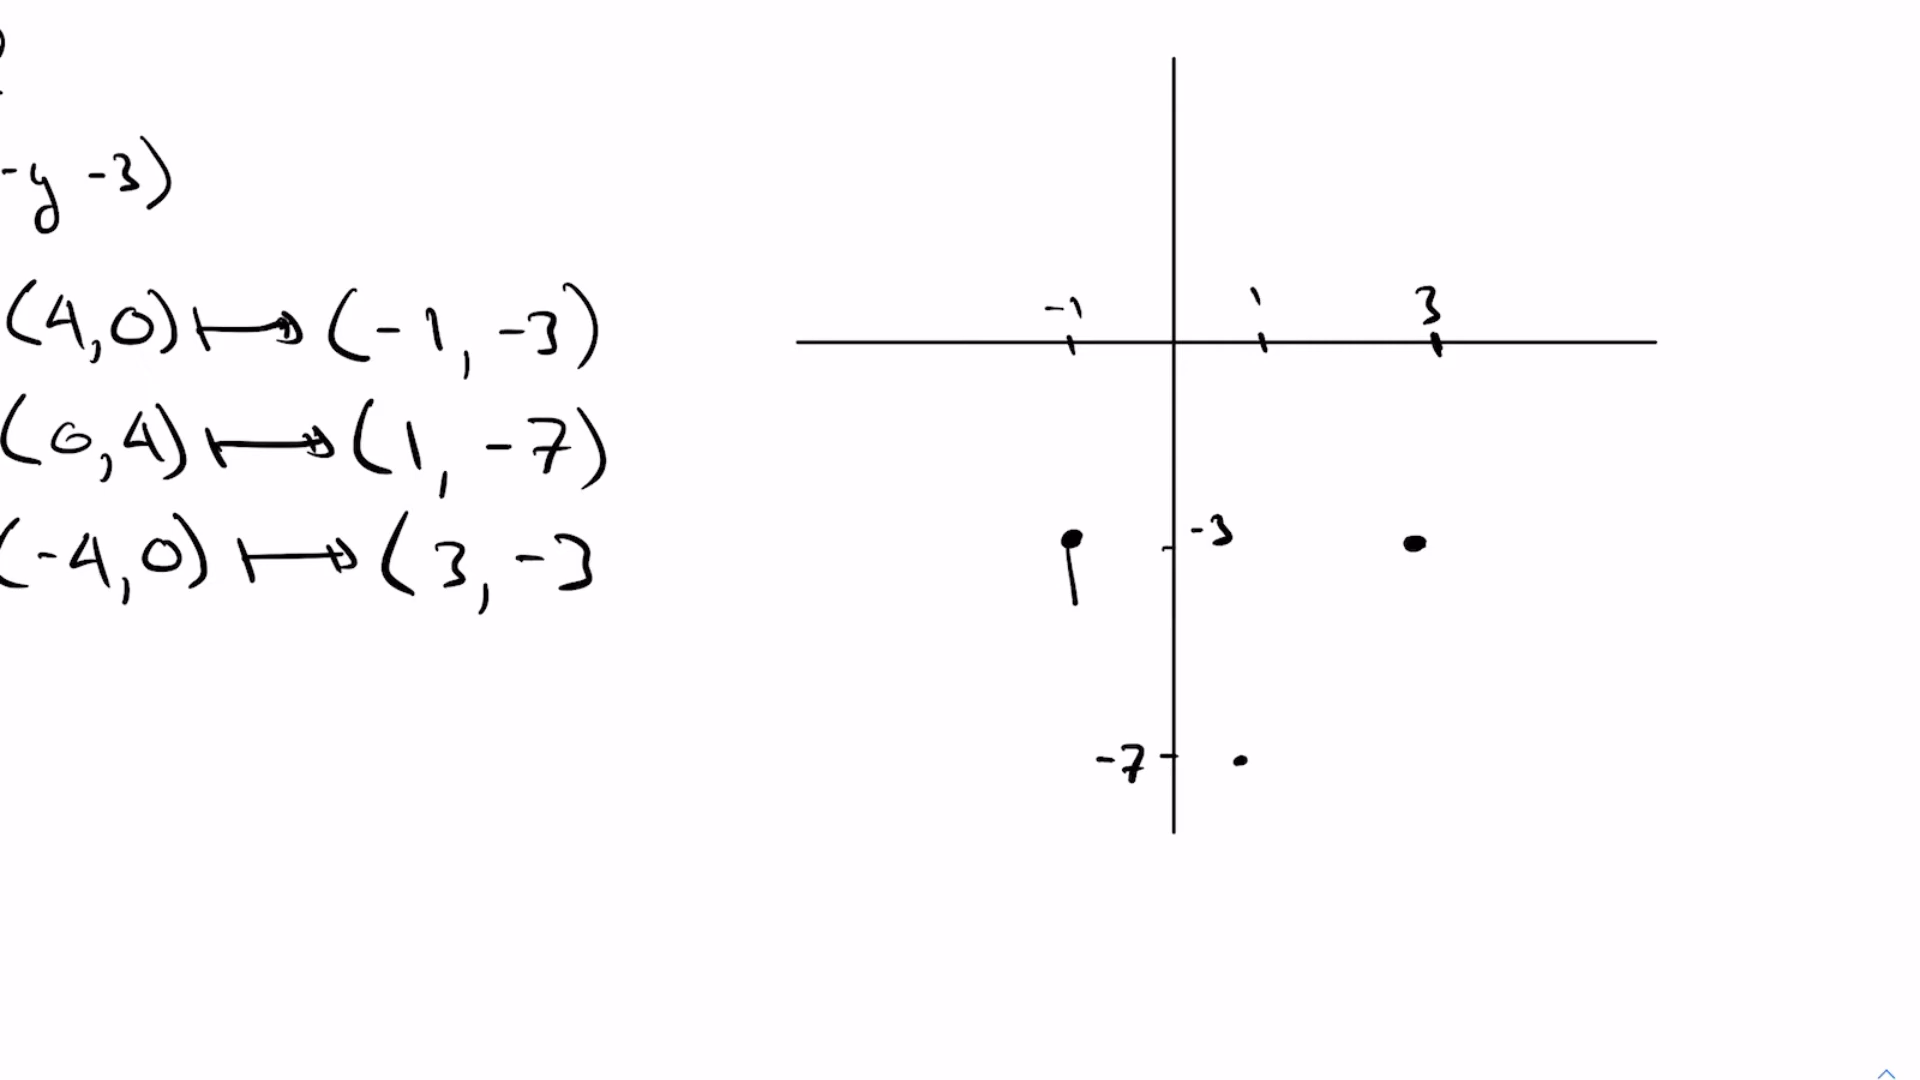 -y -3)
(4,0) ↦ (-1, -3)
(0,4) ↦ (1, -7)
(-4,0) ↦ (3, -3
-1 1 3
-3
-7